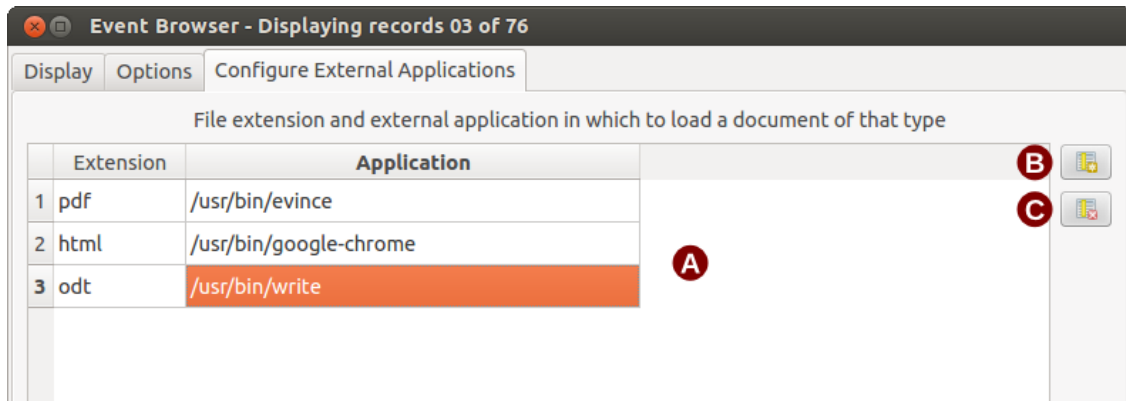 Event Browser - Displaying records 03 of 76
Display Options Configure External Applications
File extension and external application in which to load a document of that type
Extension Application B
1 pdf /usr/bin/evince C
2 html /usr/bin/google-chrome A
3 odt /usr/bin/write